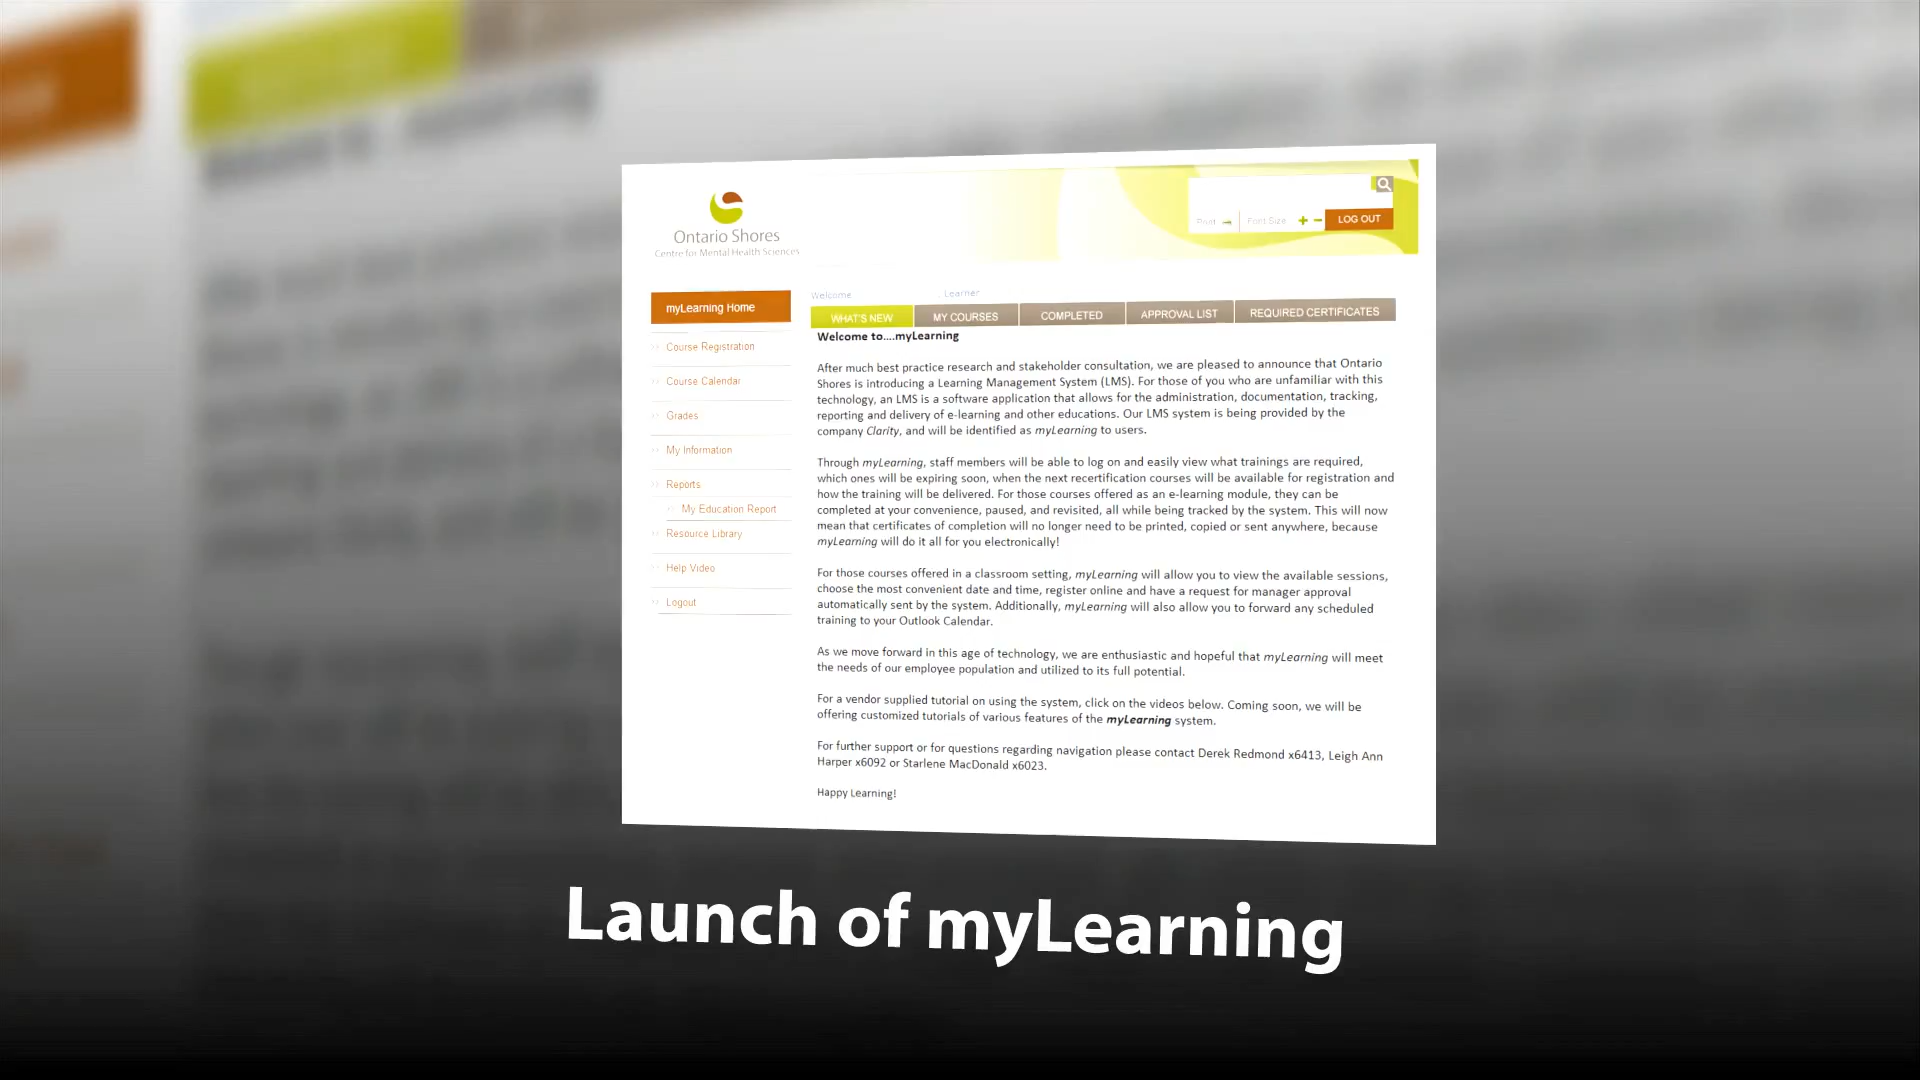 Ontario Shores
Centre for Mental Health Sciences
Print
Font Size
LOG OUT
myLearning Home
Course Registration
Course Calendar
Grades
My Information
Reports
My Education Report
Resource Library
Help Video
Logout
Welcome , Learner
WHAT'S NEW MY COURSES COMPLETED APPROVAL LIST REQUIRED CERTIFICATES
Welcome to....myLearning
After much best practice research and stakeholder consultation, we are pleased to announce that Ontario
Shores is introducing a Learning Management System (LMS). For those of you who are unfamiliar with this
technology, an LMS is a software application that allows for the administration, documentation, tracking,
reporting and delivery of e-learning and other educations. Our LMS system is being provided by the
company Clarity, and will be identified as myLearning to users.
Through myLearning, staff members will be able to log on and easily view what trainings are required,
which ones will be expiring soon, when the next recertification courses will be available for registration and
how the training will be delivered. For those courses offered as an e-learning module, they can be
completed at your convenience, paused, and revisited, all while being tracked by the system. This will now
mean that certificates of completion will no longer need to be printed, copied or sent anywhere, because
myLearning will do it all for you electronically!
For those courses offered in a classroom setting, myLearning will allow you to view the available sessions,
choose the most convenient date and time, register online and have a request for manager approval
automatically sent by the system. Additionally, myLearning will also allow you to forward any scheduled
training to your Outlook Calendar.
As we move forward in this age of technology, we are enthusiastic and hopeful that myLearning will meet
the needs of our employee population and utilized to its full potential.
For a vendor supplied tutorial on using the system, click on the videos below. Coming soon, we will be
offering customized tutorials of various features of the myLearning system.
For further support or for questions regarding navigation please contact Derek Redmond x6413, Leigh Ann
Harper x6092 or Starlene MacDonald x6023.
Happy Learning!
Launch of myLearning